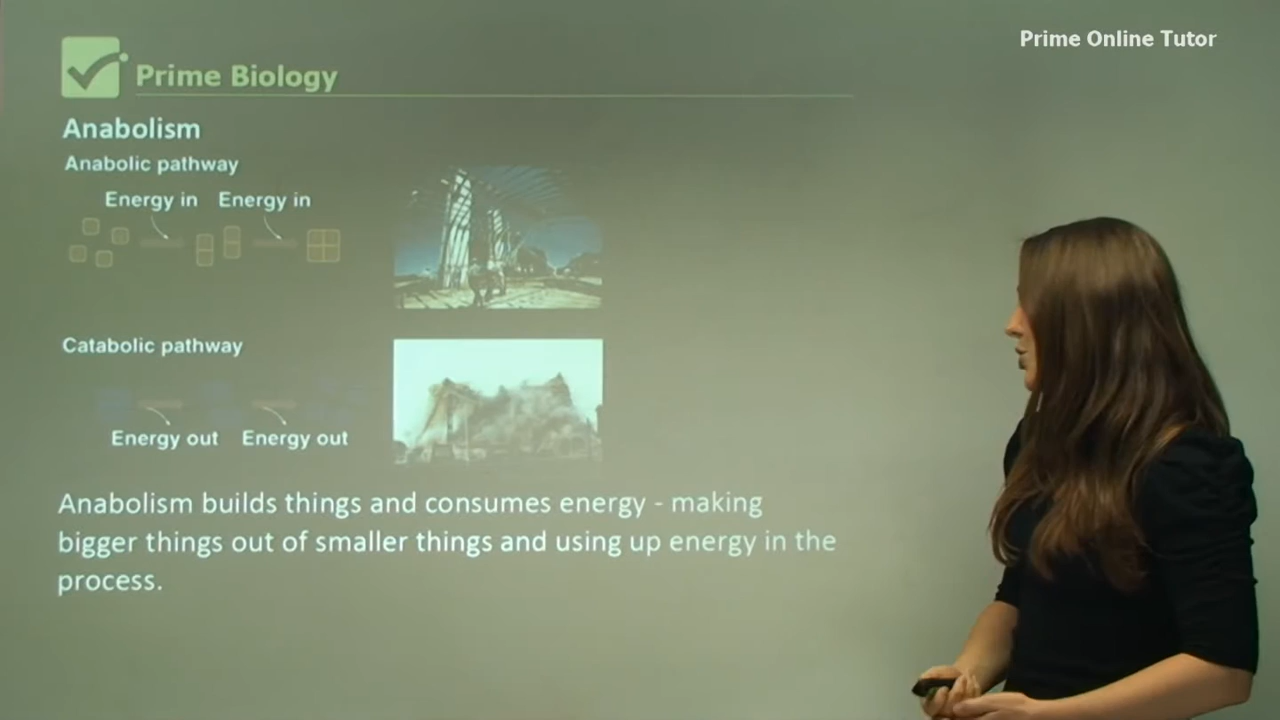 Prime Online Tutor
Prime Biology
Anabolism
Anabolic pathway
Energy in Energy in
Catabolic pathway
Energy out Energy out
Anabolism builds things and consumes energy - making
bigger things out of smaller things and using up energy in the
process.